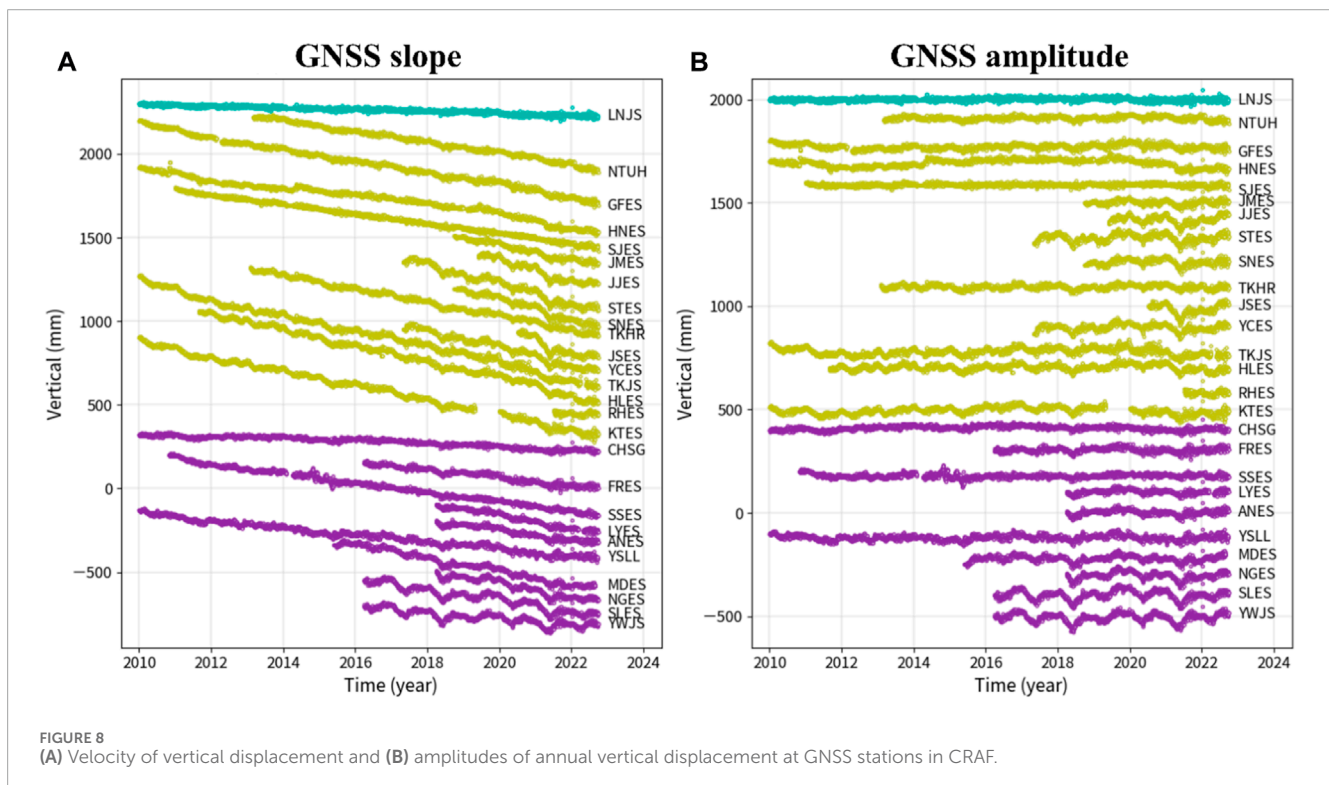 A
GNSS slope
2000
1500
1000
500
0
−500
Vertical (mm)
LNJS
NTUH
GFES
HNES
SJES
JMES
JJES
STES
SNES
TKHR
JSES
YCES
TKJS
HLES
RHES
KTES
CHSG
FRES
SSES
LYES
ANES
YSLL
MDES
NGES
SLES
YWJS
2010 2012 2014 2016 2018 2020 2022 2024
Time (year)
B
GNSS amplitude
2000
1500
1000
500
0
−500
Vertical (mm)
LNJS
NTUH
GFES
HNES
SJES
JMES
JJES
STES
SNES
TKHR
JSES
YCES
TKJS
HLES
RHES
KTES
CHSG
FRES
SSES
LYES
ANES
YSLL
MDES
NGES
SLES
YWJS
2010 2012 2014 2016 2018 2020 2022 2024
Time (year)
FIGURE 8
(A) Velocity of vertical displacement and (B) amplitudes of annual vertical displacement at GNSS stations in CRAF.